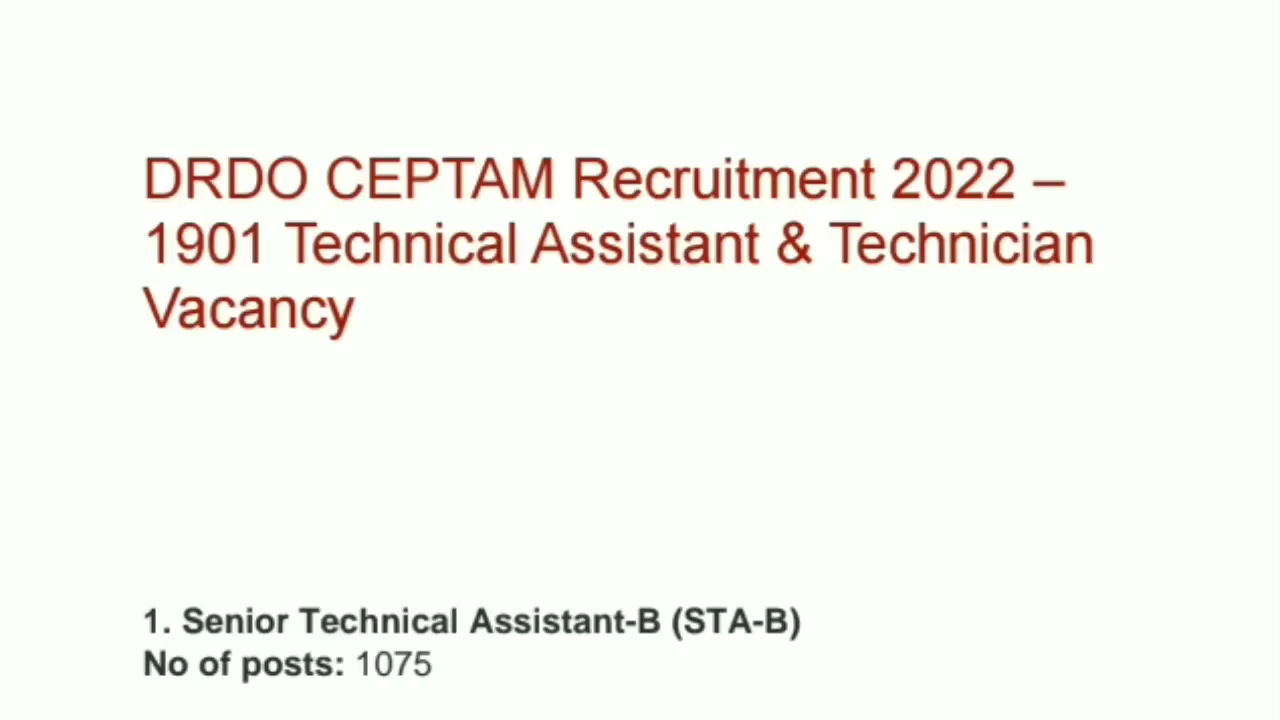 DRDO CEPTAM Recruitment 2022 –
1901 Technical Assistant & Technician
Vacancy
1. Senior Technical Assistant-B (STA-B)
No of posts: 1075